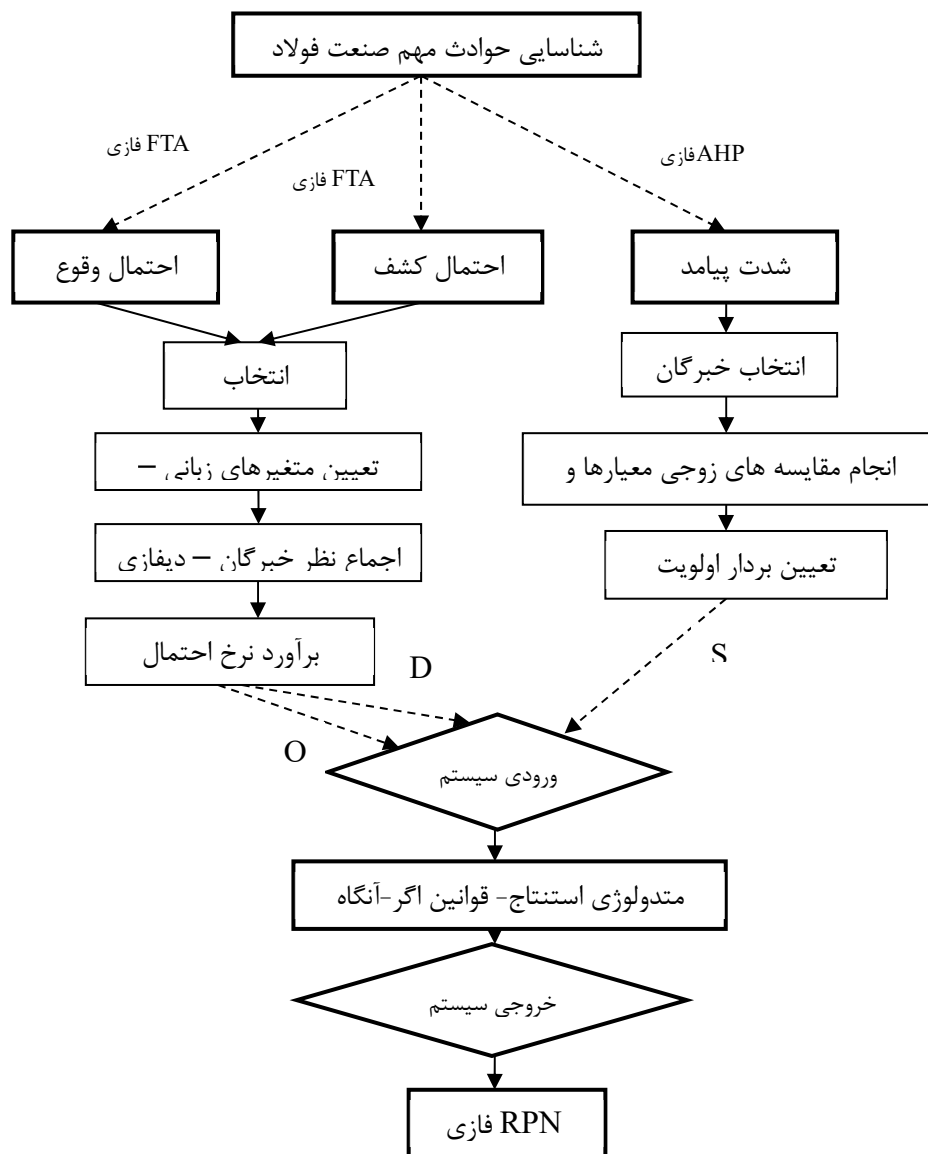 شناسایی حوادث مهم صنعت فولاد
FTA فازی
FTA فازی
AHP فازی
احتمال وقوع
احتمال کشف
شدت پیامد
انتخاب
انتخاب خبرگان
تعیین متغیرهای زبانی –
انجام مقایسه های زوجی معیارها و
اجماع نظر خبرگان – دیفازی
تعیین بردار اولویت
برآورد نرخ احتمال
D
S
O
ورودی سیستم
متدولوژی استنتاج- قوانین اگر-آنگاه
خروجی سیستم
RPN فازی